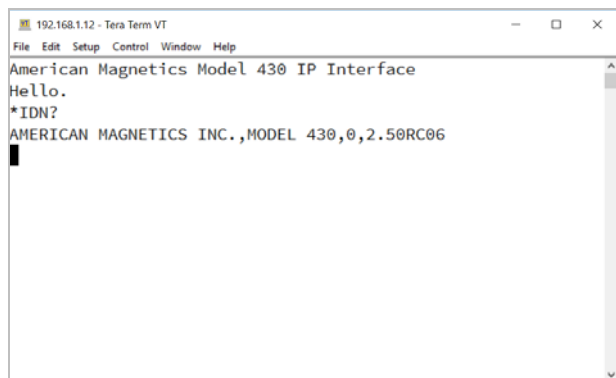 192.168.1.12 - Tera Term VT
File Edit Setup Control Window Help
American Magnetics Model 430 IP Interface
Hello.
*IDN?
AMERICAN MAGNETICS INC.,MODEL 430,0,2.50RC06